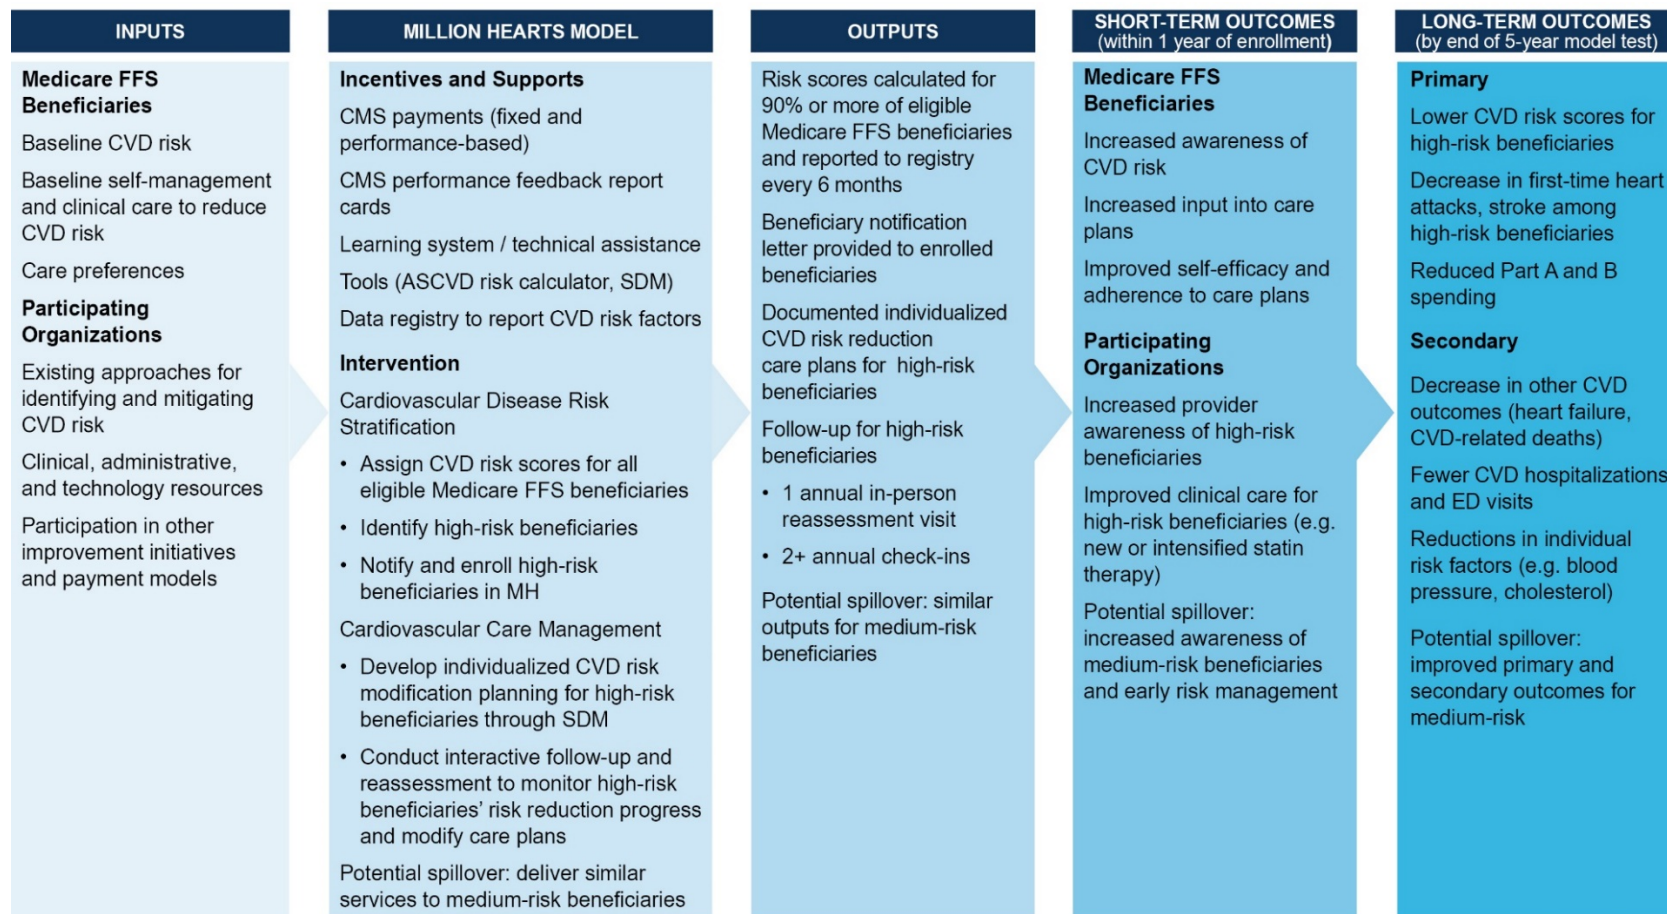 INPUTS
Medicare FFS
Beneficiaries
Baseline CVD risk
Baseline self-management
and clinical care to reduce
CVD risk
Care preferences
Participating
Organizations
Existing approaches for
identifying and mitigating
CVD risk
Clinical, administrative,
and technology resources
Participation in other
improvement initiatives
and payment models
MILLION HEARTS MODEL
Incentives and Supports
CMS payments (fixed and
performance-based)
CMS performance feedback report
cards
Learning system / technical assistance
Tools (ASCVD risk calculator, SDM)
Data registry to report CVD risk factors
Intervention
Cardiovascular Disease Risk
Stratification
• Assign CVD risk scores for all
eligible Medicare FFS beneficiaries
• Identify high-risk beneficiaries
• Notify and enroll high-risk
beneficiaries in MH
Cardiovascular Care Management
• Develop individualized CVD risk
modification planning for high-risk
beneficiaries through SDM
• Conduct interactive follow-up and
reassessment to monitor high-risk
beneficiaries' risk reduction progress
and modify care plans
Potential spillover: deliver similar
services to medium-risk beneficiaries
OUTPUTS
Risk scores calculated for
90% or more of eligible
Medicare FFS beneficiaries
and reported to registry
every 6 months
Beneficiary notification
letter provided to enrolled
beneficiaries
Documented individualized
CVD risk reduction
care plans for high-risk
beneficiaries
Follow-up for high-risk
beneficiaries
• 1 annual in-person
reassessment visit
• 2+ annual check-ins
Potential spillover: similar
outputs for medium-risk
beneficiaries
SHORT-TERM OUTCOMES
(within 1 year of enrollment)
Medicare FFS
Beneficiaries
Increased awareness of
CVD risk
Increased input into care
plans
Improved self-efficacy and
adherence to care plans
Participating
Organizations
Increased provider
awareness of high-risk
beneficiaries
Improved clinical care for
high-risk beneficiaries (e.g.
new or intensified statin
therapy)
Potential spillover:
increased awareness of
medium-risk beneficiaries
and early risk management
LONG-TERM OUTCOMES
(by end of 5-year model test)
Primary
Lower CVD risk scores for
high-risk beneficiaries
Decrease in first-time heart
attacks, stroke among
high-risk beneficiaries
Reduced Part A and B
spending
Secondary
Decrease in other CVD
outcomes (heart failure,
CVD-related deaths)
Fewer CVD hospitalizations
and ED visits
Reductions in individual
risk factors (e.g. blood
pressure, cholesterol)
Potential spillover:
improved primary and
secondary outcomes for
medium-risk